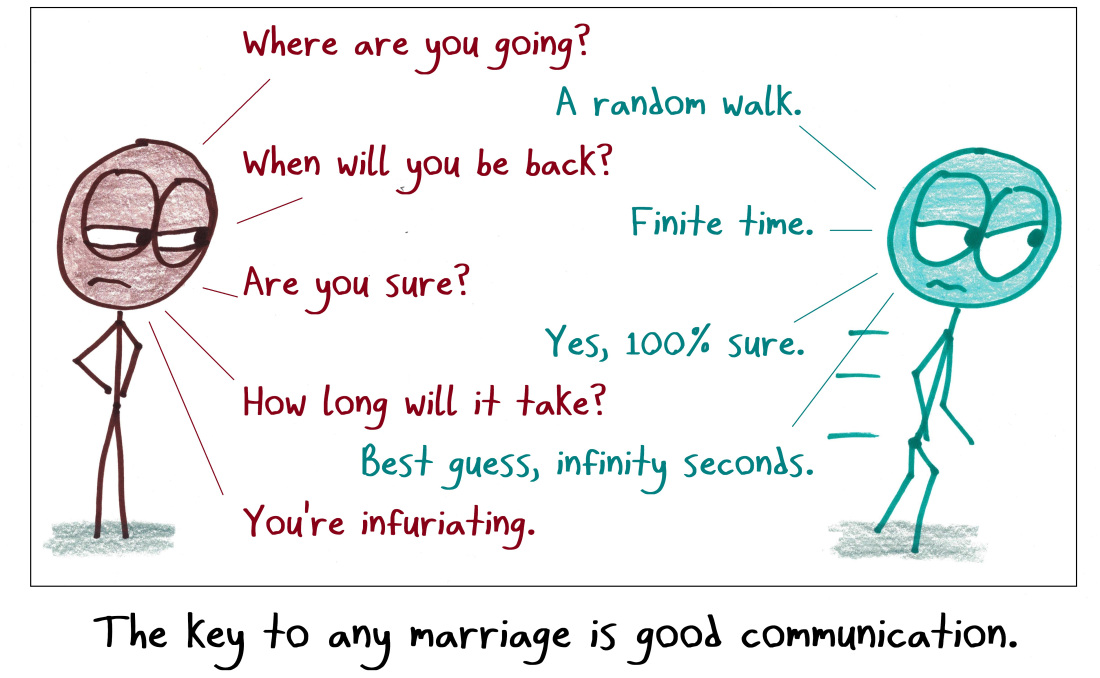 Where are you going?
A random walk.
When will you be back?
Finite time.
Are you sure?
Yes, 100% sure.
How long will it take?
Best guess, infinity seconds.
You're infuriating.
The key to any marriage is good communication.